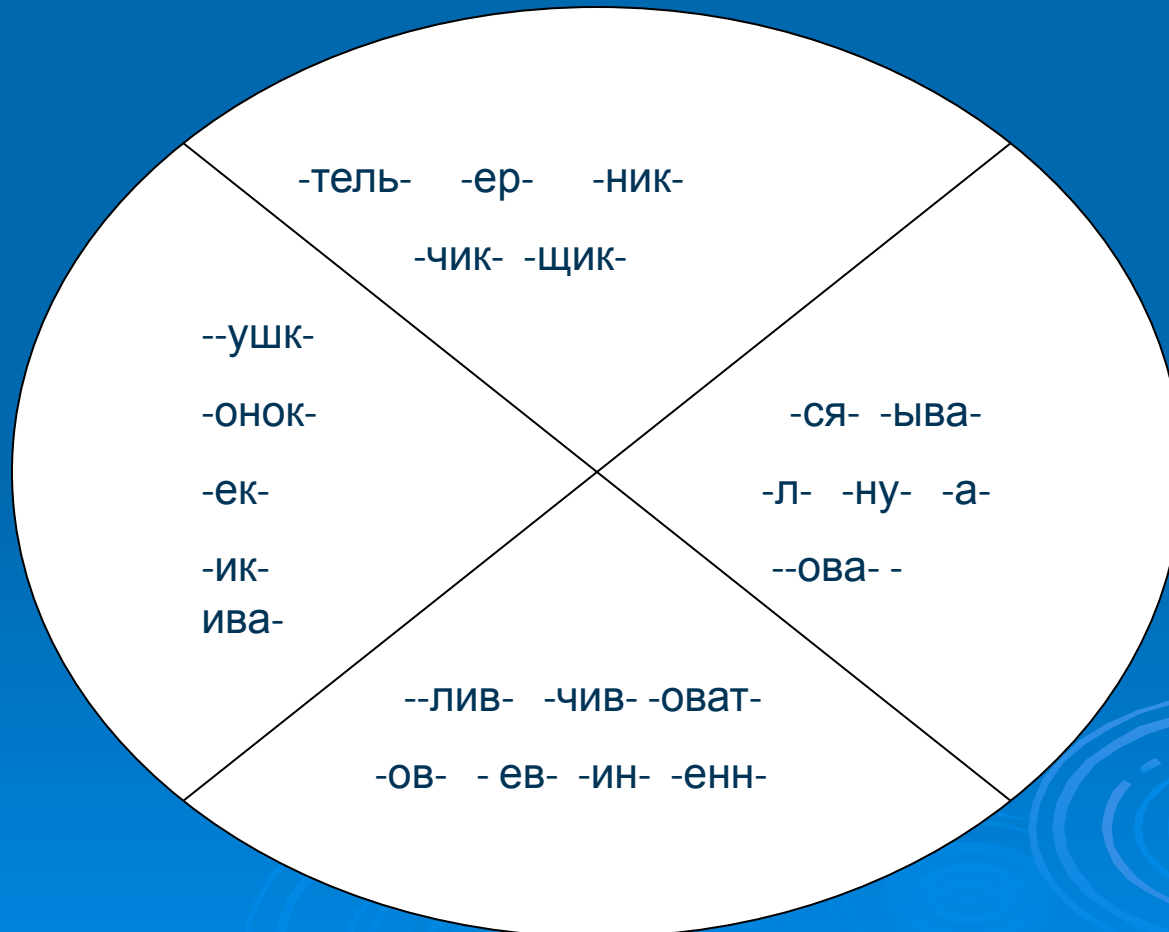 -тель- -ер- -ник-
-чик- -щик-
--ушк-
-онок-
-ек-
-ик-
ива-
-ся- -ыва-
-л- -ну- -а-
--ова- -
--лив- -чив- -оват-
-ов- - ев- -ин- -енн-